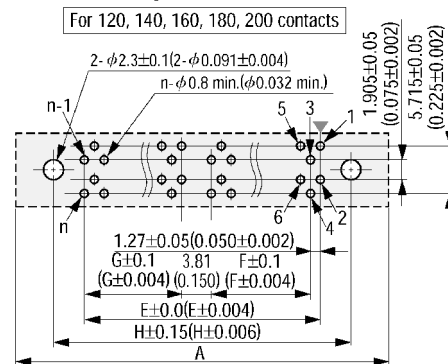 For 120, 140, 160, 180, 200 contacts
2-ϕ2.3±0.1(2-ϕ0.091±0.004)
n-ϕ0.8 min.(ϕ0.032 min.)
1.905±0.05
(0.075±0.002)
5.715±0.05
(0.225±0.002)
n-1
5
3
1
n
6
2
4
1.27±0.05(0.050±0.002)
G±0.1 3.81 F±0.1
(G±0.004) (0.150) (F±0.004)
E±0.0(E±0.004)
H±0.15(H±0.006)
A